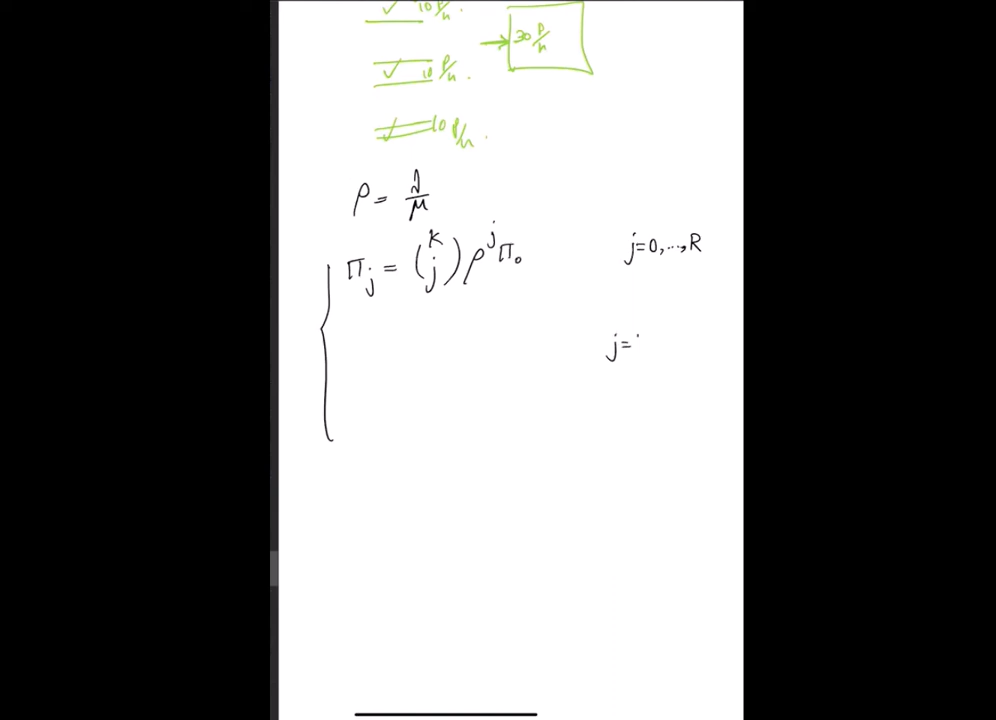 ✓ 10 P/h.
→ 30 P/h
✓ 10 P/h.
✓ 10 P/h.
ρ = λ/μ
Π_j = (K j) ρ^j Π_0 j=0,...,R
j=